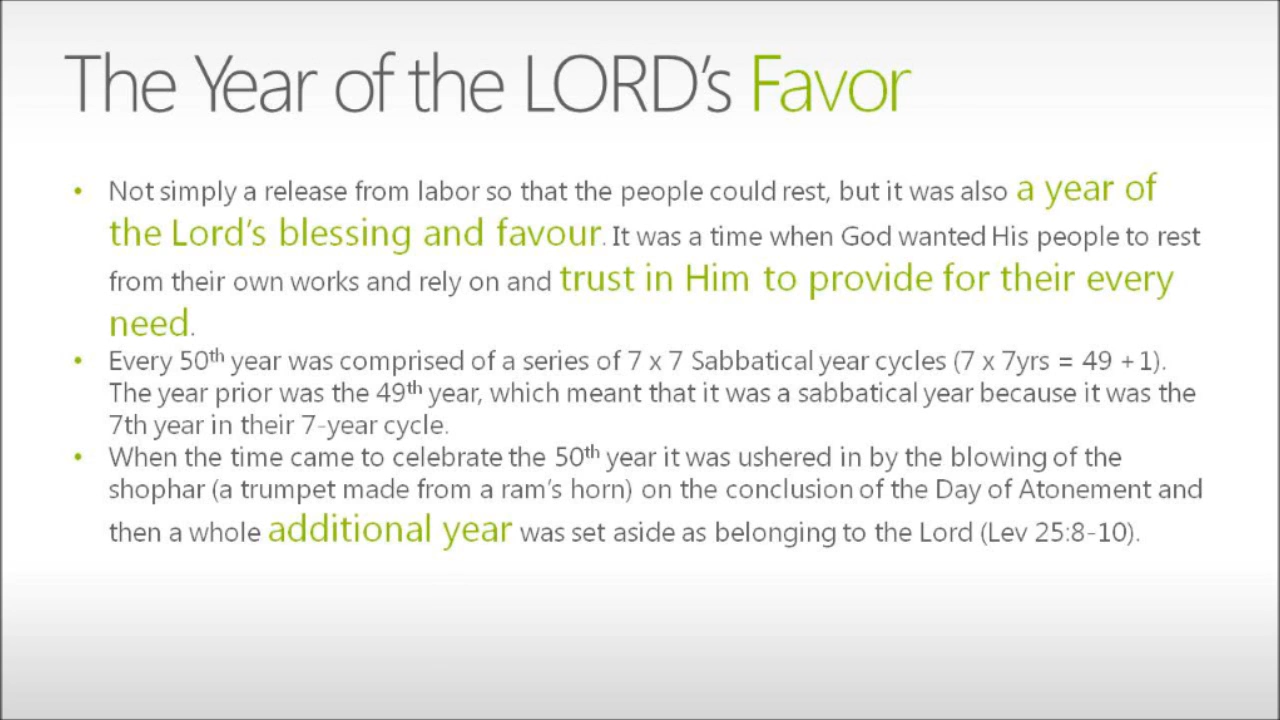 The Year of the LORD's Favor
• Not simply a release from labor so that the people could rest, but it was also a year of
the Lord's blessing and favour. It was a time when God wanted His people to rest
from their own works and rely on and trust in Him to provide for their every
need.
• Every 50th year was comprised of a series of 7 x 7 Sabbatical year cycles (7 x 7yrs = 49 +1).
The year prior was the 49th year, which meant that it was a sabbatical year because it was the
7th year in their 7-year cycle.
• When the time came to celebrate the 50th year it was ushered in by the blowing of the
shophar (a trumpet made from a ram's horn) on the conclusion of the Day of Atonement and
then a whole additional year was set aside as belonging to the Lord (Lev 25:8-10).